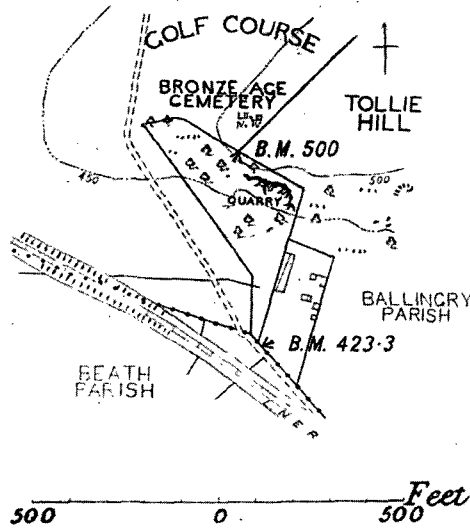 GOLF COURSE
BRONZE AGE
CEMETERY
TOLLIE
HILL
B.M. 500
450
500
QUARRY
BALLINGRY
PARISH
B.M. 423·3
BEATH
PARISH
L N E R
Feet
500 0 500